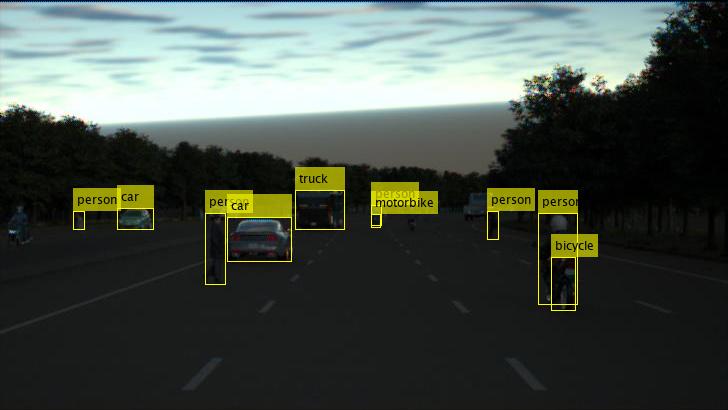 person car
person
car
truck
person
motorbike
person
person
bicycle